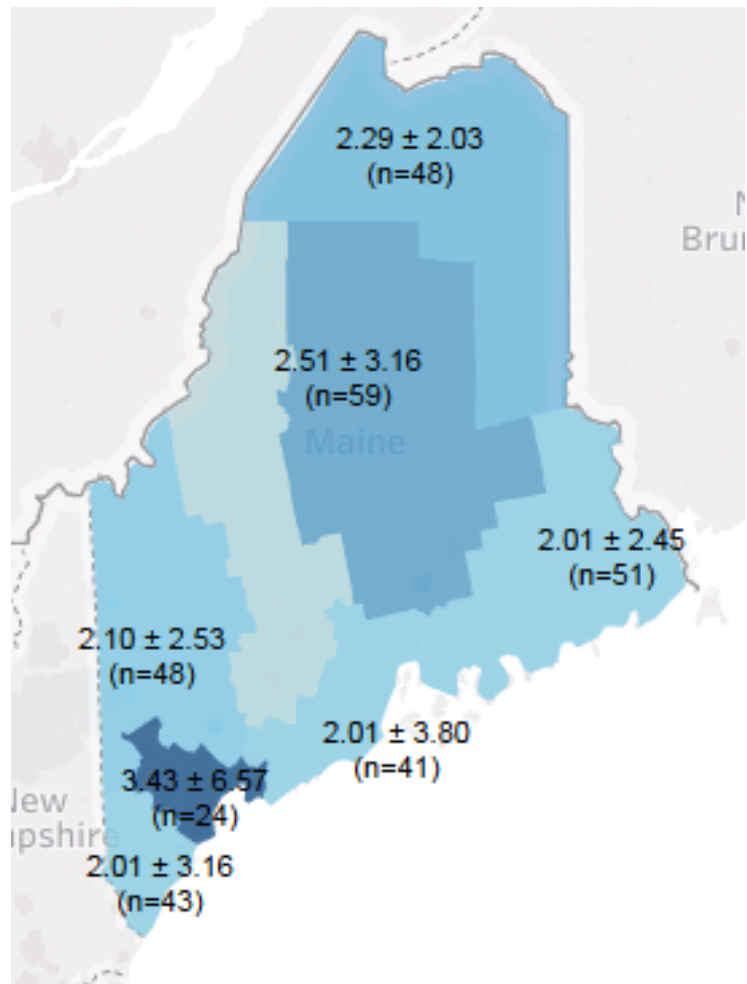 2.29 ± 2.03
(n=48)
N
Brun
2.51 ± 3.16
(n=59)
Maine
2.01 ± 2.45
(n=51)
2.10 ± 2.53
(n=48)
2.01 ± 3.80
(n=41)
3.43 ± 6.57
(n=24)
New
mpshire
2.01 ± 3.16
(n=43)